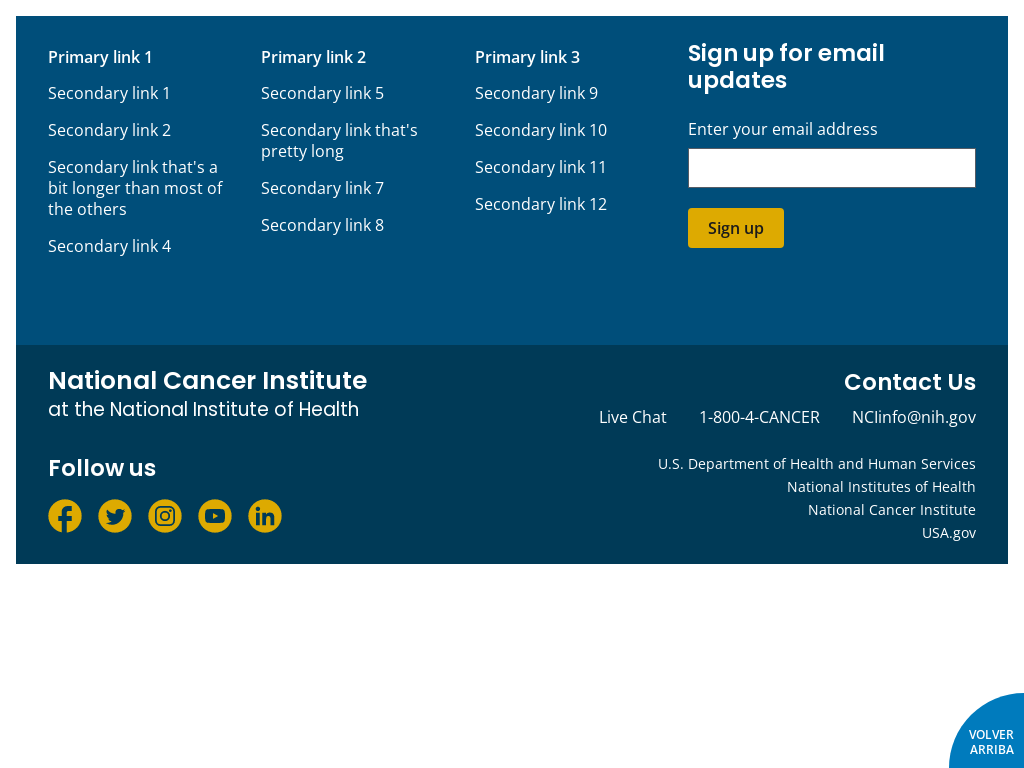 Primary link 1
Secondary link 1
Secondary link 2
Secondary link that's a
bit longer than most of
the others
Secondary link 4
Primary link 2
Secondary link 5
Secondary link that's
pretty long
Secondary link 7
Secondary link 8
Primary link 3
Secondary link 9
Secondary link 10
Secondary link 11
Secondary link 12
Sign up for email
updates
Enter your email address
Sign up
National Cancer Institute
at the National Institute of Health
Follow us
Contact Us
Live Chat 1-800-4-CANCER NCIinfo@nih.gov
U.S. Department of Health and Human Services
National Institutes of Health
National Cancer Institute
USA.gov
VOLVER
ARRIBA